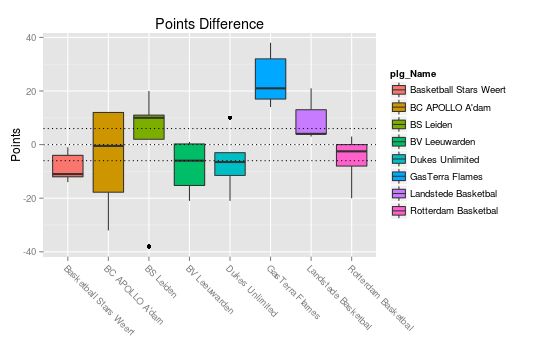 Points Difference
40
20
0
-20
-40
Points
Basketball Stars Weert
BC APOLLO A'dam
BS Leiden
BV Leeuwarden
Dukes Unlimited
GasTerra Flames
Landstede Basketbal
Rotterdam Basketbal
plg_Name
Basketball Stars Weert
BC APOLLO A'dam
BS Leiden
BV Leeuwarden
Dukes Unlimited
GasTerra Flames
Landstede Basketbal
Rotterdam Basketbal